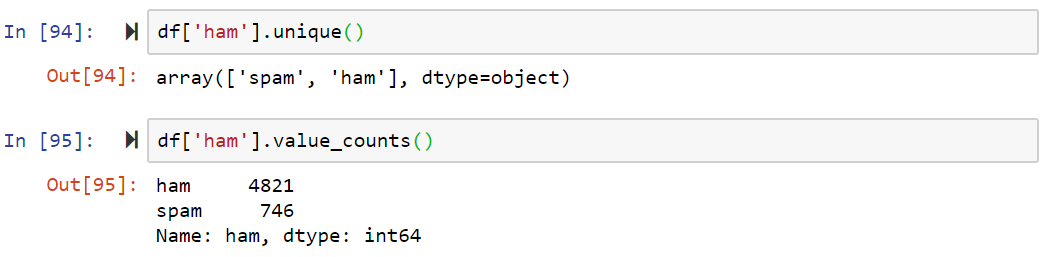 In [94]: df['ham'].unique()
Out[94]: array(['spam', 'ham'], dtype=object)
In [95]: df['ham'].value_counts()
Out[95]: ham     4821
spam     746
Name: ham, dtype: int64